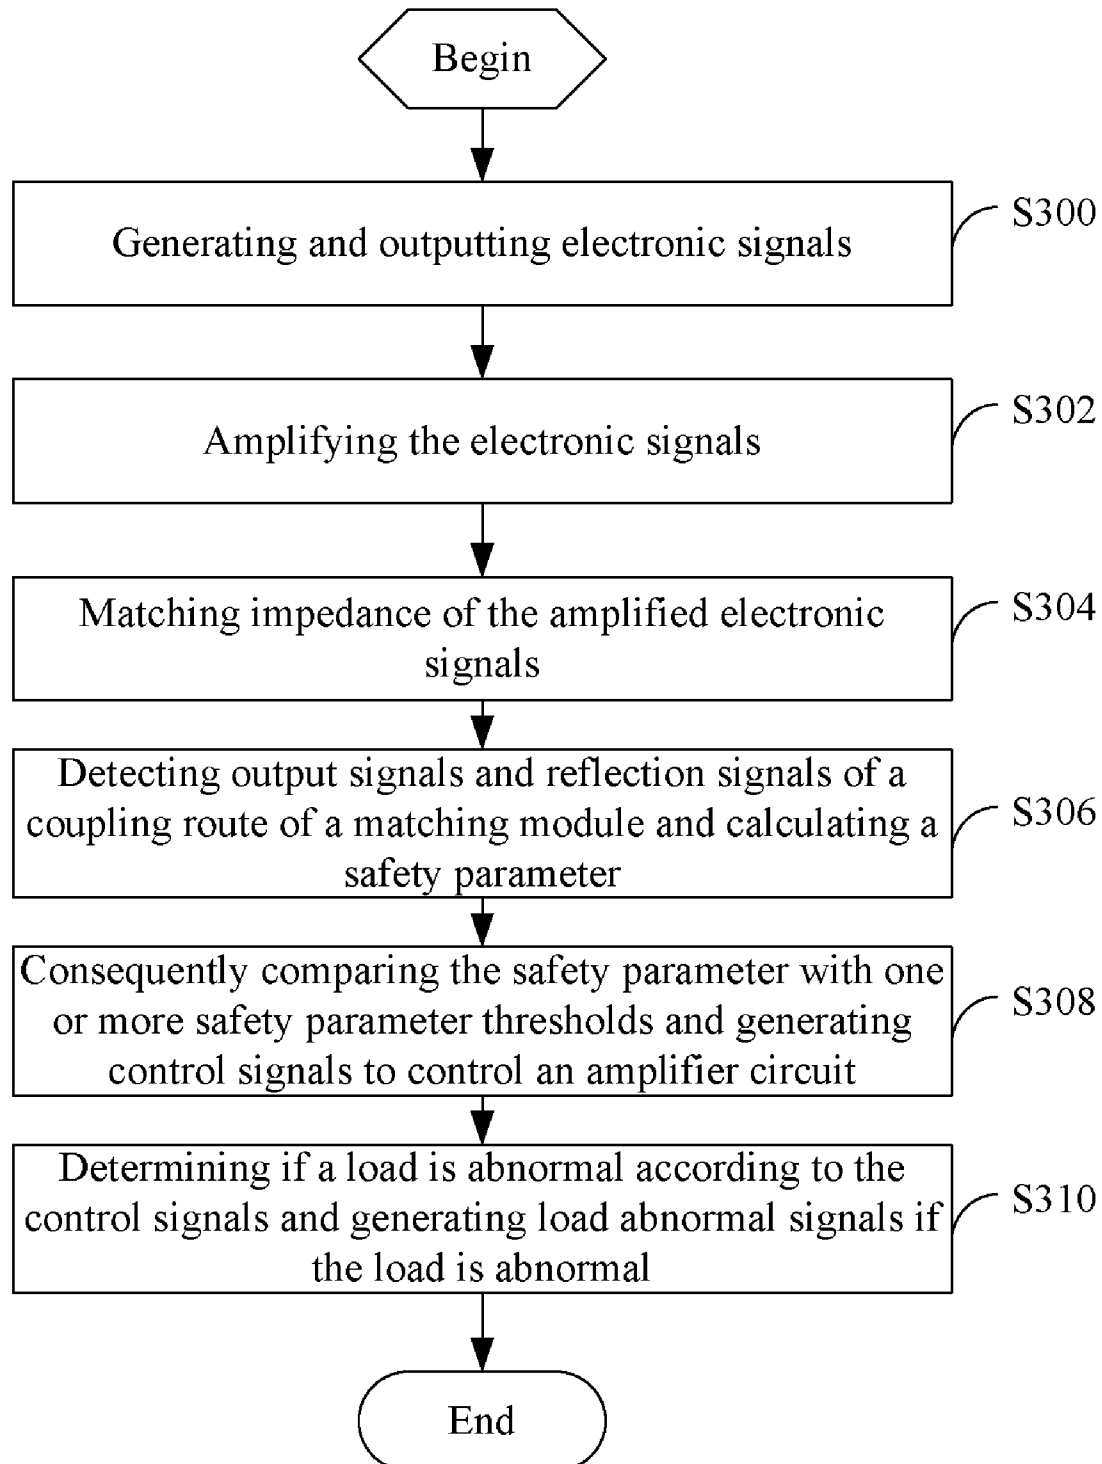 Begin
Generating and outputting electronic signals
S300
Amplifying the electronic signals
S302
Matching impedance of the amplified electronic
signals
S304
Detecting output signals and reflection signals of a
coupling route of a matching module and calculating a
safety parameter
S306
Consequently comparing the safety parameter with one
or more safety parameter thresholds and generating
control signals to control an amplifier circuit
S308
Determining if a load is abnormal according to the
control signals and generating load abnormal signals if
the load is abnormal
S310
End